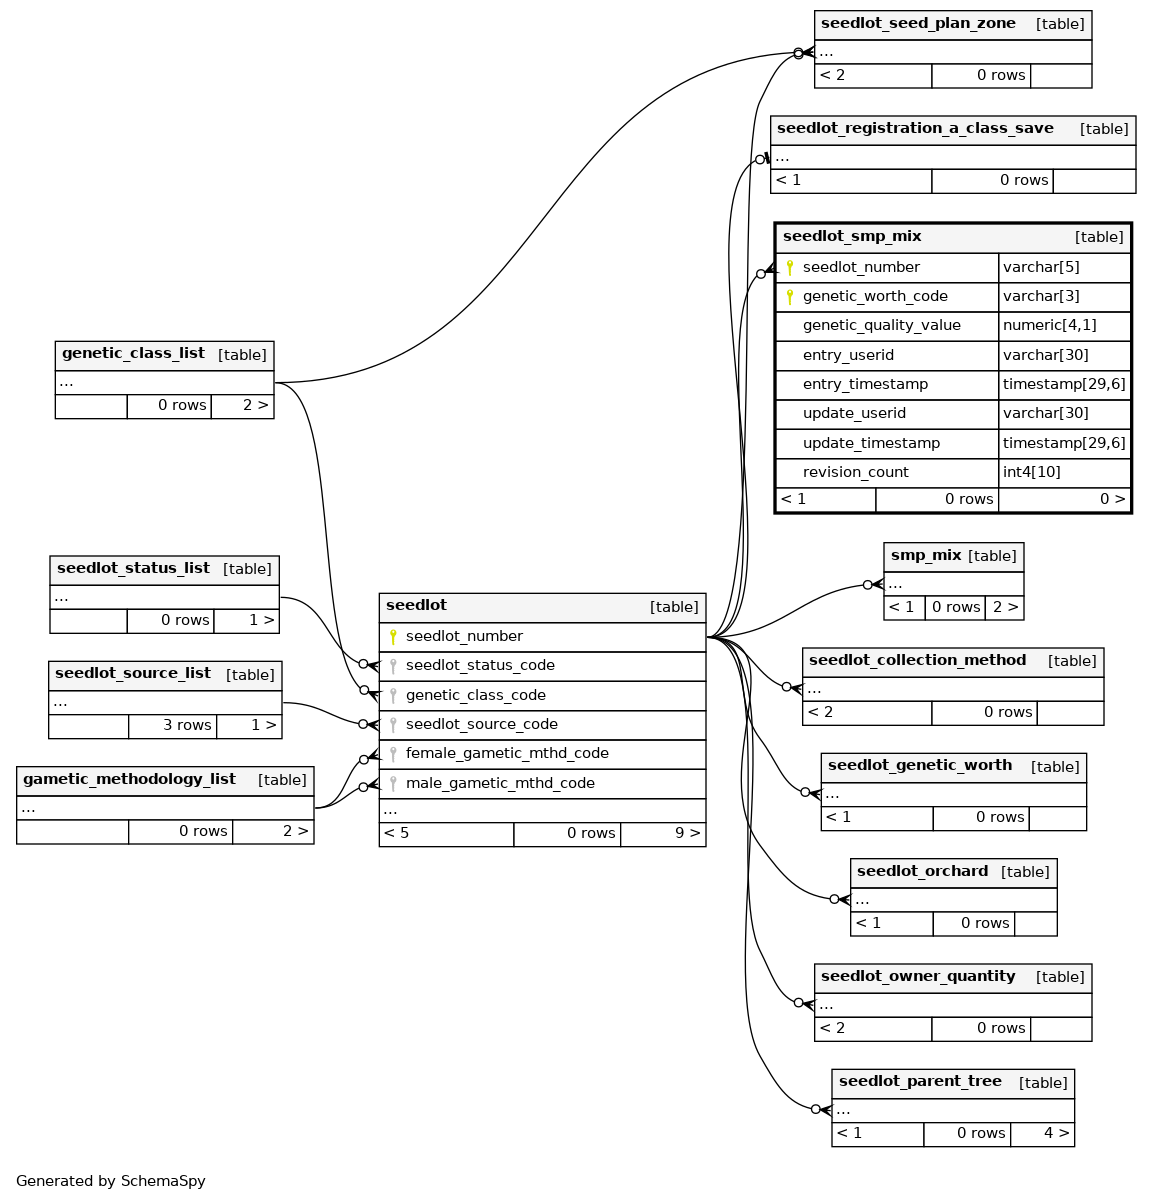 seedlot_seed_plan_zone [table]
...
< 2 0 rows
seedlot_registration_a_class_save [table]
...
< 1 0 rows
seedlot_smp_mix [table]
seedlot_number varchar[5]
genetic_worth_code varchar[3]
genetic_quality_value numeric[4,1]
entry_userid varchar[30]
entry_timestamp timestamp[29,6]
update_userid varchar[30]
update_timestamp timestamp[29,6]
revision_count int4[10]
< 1 0 rows 0 >
genetic_class_list [table]
...
0 rows 2 >
seedlot_status_list [table]
...
0 rows 1 >
seedlot_source_list [table]
...
3 rows 1 >
gametic_methodology_list [table]
...
0 rows 2 >
seedlot [table]
seedlot_number
seedlot_status_code
genetic_class_code
seedlot_source_code
female_gametic_mthd_code
male_gametic_mthd_code
...
< 5 0 rows 9 >
smp_mix [table]
...
< 1 0 rows 2 >
seedlot_collection_method [table]
...
< 2 0 rows
seedlot_genetic_worth [table]
...
< 1 0 rows
seedlot_orchard [table]
...
< 1 0 rows
seedlot_owner_quantity [table]
...
< 2 0 rows
seedlot_parent_tree [table]
...
< 1 0 rows 4 >
Generated by SchemaSpy